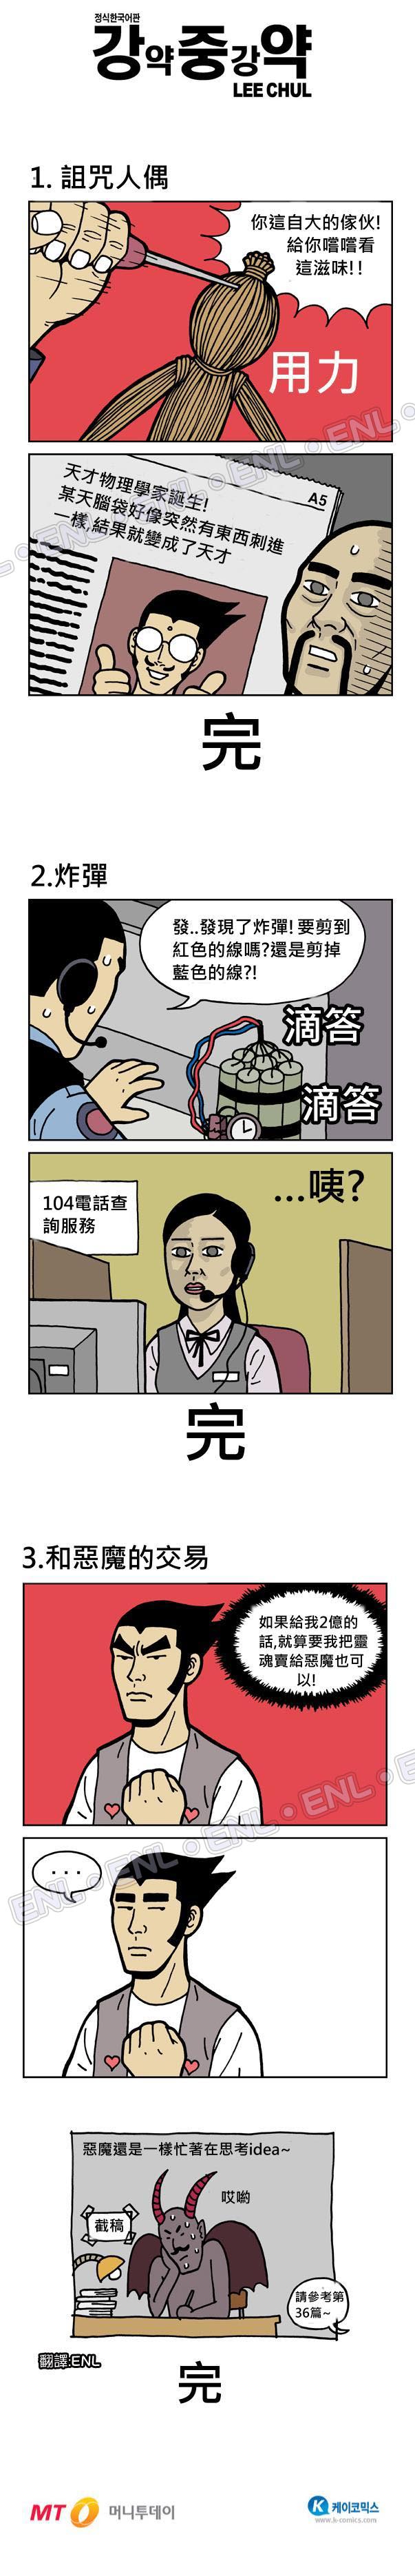 정식한국어판
강약중강약
LEE CHUL
1. 詛咒人偶
你這自大的傢伙!
給你嚐嚐看
這滋味!!
用力
A5
天才物理學家誕生!
某天腦袋好像突然有東西刺進
一樣,結果就變成了天才
完
2.炸彈
發..發現了炸彈!要剪到
紅色的線嗎?還是剪掉
藍色的線?!
滴答
滴答
...咦?
104電話查
詢服務
完
3.和惡魔的交易
如果給我2億的
話,就算要我把靈
魂賣給惡魔也可
以!
ENL
...
惡魔還是一樣忙著在思考idea~
哎喲
截稿
請參考第
36篇~
翻譯:ENL
完
MT 머니투데이
K 케이코믹스
www.k-comics.com